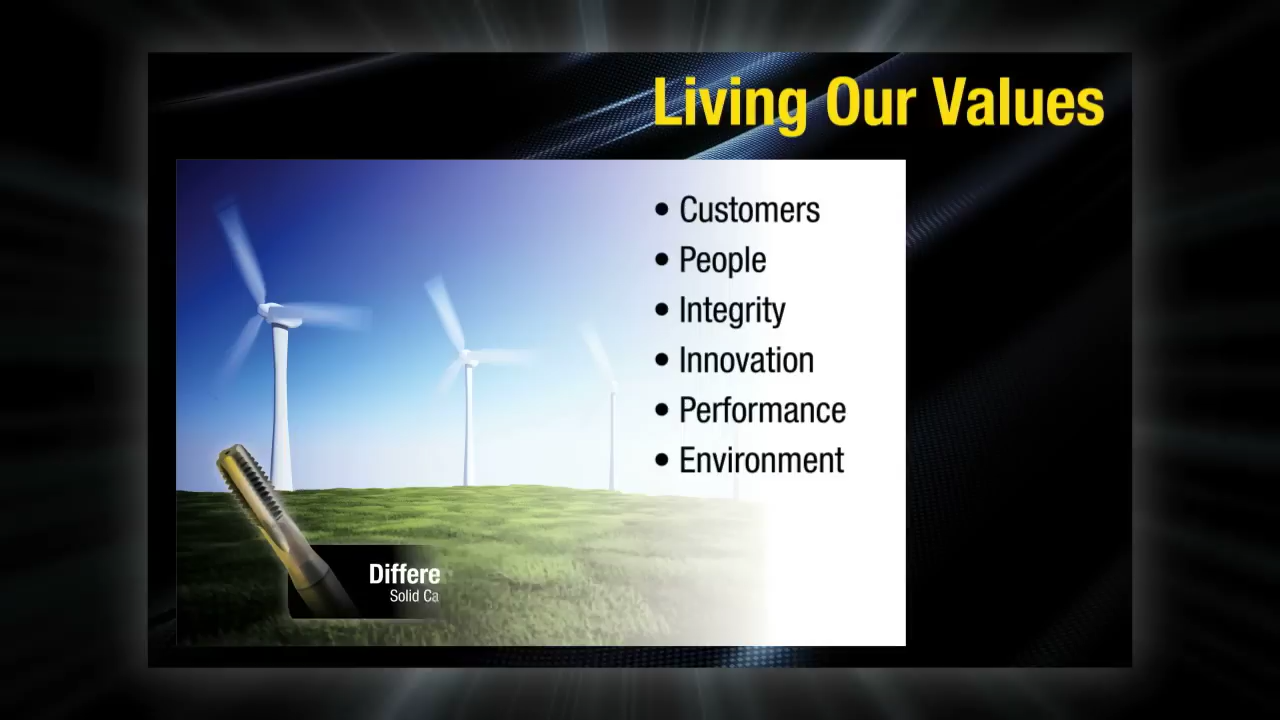 Living Our Values
• Customers
• People
• Integrity
• Innovation
• Performance
• Environment
Differe
Solid Ca